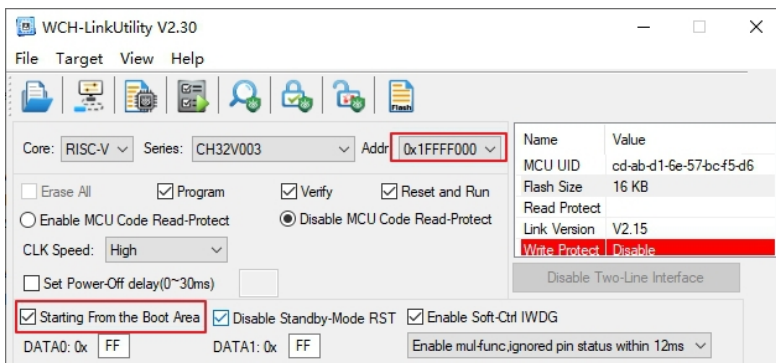 WCH-LinkUtility V2.30
File Target View Help
Flash
Core: RISC-V Series: CH32V003 Addr 0x1FFFF000
Erase All Program Verify Reset and Run
Enable MCU Code Read-Protect Disable MCU Code Read-Protect
CLK Speed: High
Set Power-Off delay(0~30ms)
Starting From the Boot Area Disable Standby-Mode RST Enable Soft-Ctrl IWDG
DATA0: 0x FF DATA1: 0x FF Enable mul-func,ignored pin status within 12ms
Name Value
MCU UID cd-ab-d1-6e-57-bc-f5-d6
Flash Size 16 KB
Read Protect
Link Version V2.15
Write Protect Disable
Disable Two-Line Interface